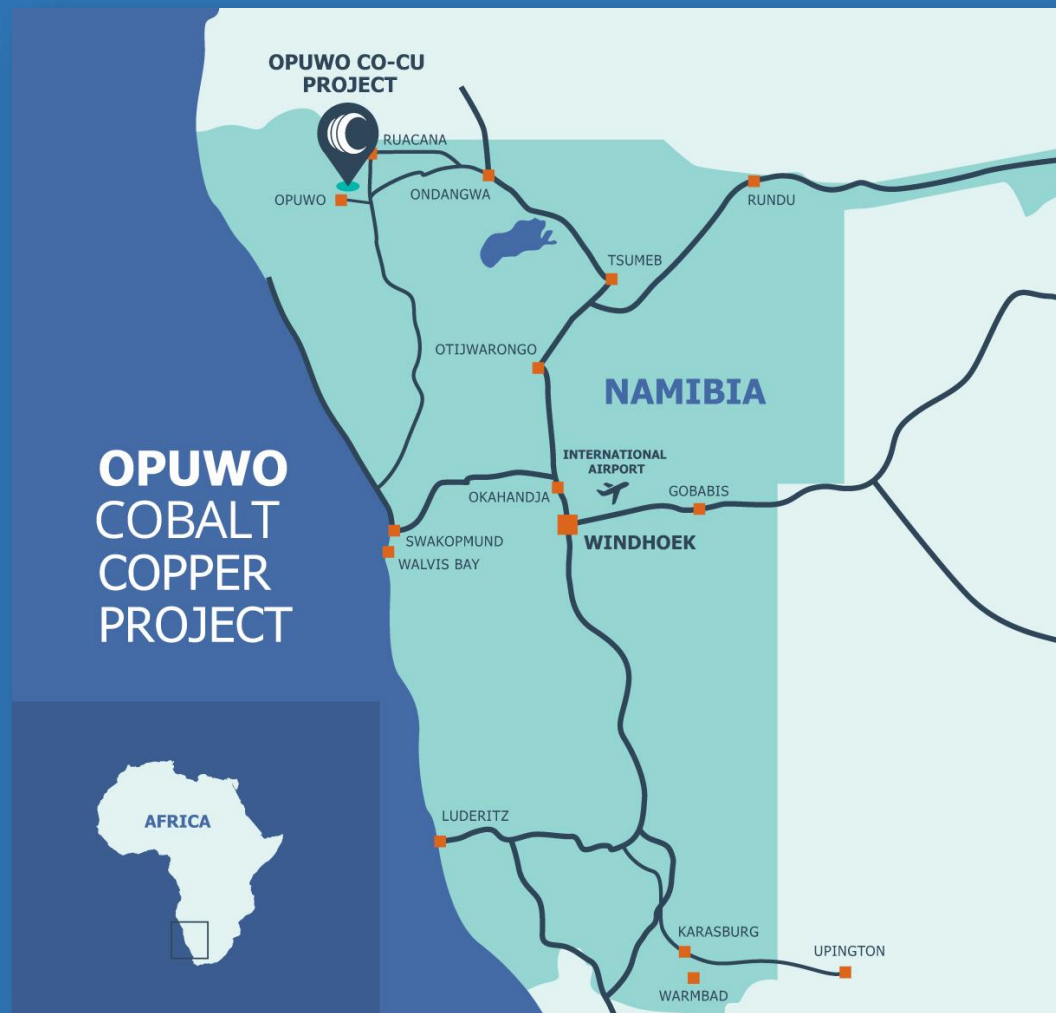 OPUWO CO-CU
PROJECT
RUACANA
OPUWO
ONDANGWA
RUNDU
TSUMEB
OTIJWARONGO
NAMIBIA
INTERNATIONAL
AIRPORT
OKAHANDJA
GOBABIS
SWAKOPMUND
WINDHOEK
WALVIS BAY
OPUWO
COBALT
COPPER
PROJECT
LUDERITZ
AFRICA
KARASBURG
UPINGTON
WARMBAD